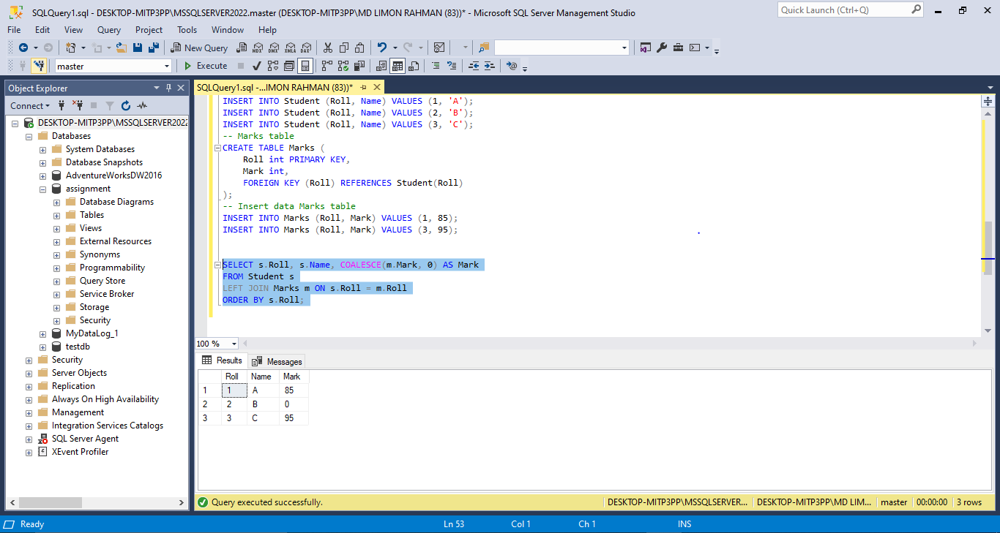 SQLQuery1.sql - DESKTOP-MITP3PP\MSSQLSERVER2022.master (DESKTOP-MITP3PP\MD LIMON RAHMAN (83))* - Microsoft SQL Server Management Studio
Quick Launch (Ctrl+Q)
File Edit View Query Project Tools Window Help
New Query MDX DMX XMLA DAX
master Execute
Object Explorer
Connect
DESKTOP-MITP3PP\MSSQLSERVER2022
Databases
System Databases
Database Snapshots
AdventureWorksDW2016
assignment
Database Diagrams
Tables
Views
External Resources
Synonyms
Programmability
Query Store
Service Broker
Storage
Security
MyDataLog_1
testdb
Security
Server Objects
Replication
Always On High Availability
Management
Integration Services Catalogs
SQL Server Agent
XEvent Profiler
SQLQuery1.sql -...IMON RAHMAN (83))*
INSERT INTO Student (Roll, Name) VALUES (1, 'A');
INSERT INTO Student (Roll, Name) VALUES (2, 'B');
INSERT INTO Student (Roll, Name) VALUES (3, 'C');
-- Marks table
CREATE TABLE Marks (
Roll int PRIMARY KEY,
Mark int,
FOREIGN KEY (Roll) REFERENCES Student(Roll)
);
-- Insert data Marks table
INSERT INTO Marks (Roll, Mark) VALUES (1, 85);
INSERT INTO Marks (Roll, Mark) VALUES (3, 95);
SELECT s.Roll, s.Name, COALESCE(m.Mark, 0) AS Mark
FROM Student s
LEFT JOIN Marks m ON s.Roll = m.Roll
ORDER BY s.Roll;
100 %
Results Messages
Roll Name Mark
1 1 A 85
2 2 B 0
3 3 C 95
Query executed successfully. DESKTOP-MITP3PP\MSSQLSERVER... DESKTOP-MITP3PP\MD LIM... master 00:00:00 3 rows
Ready Ln 53 Col 1 Ch 1 INS